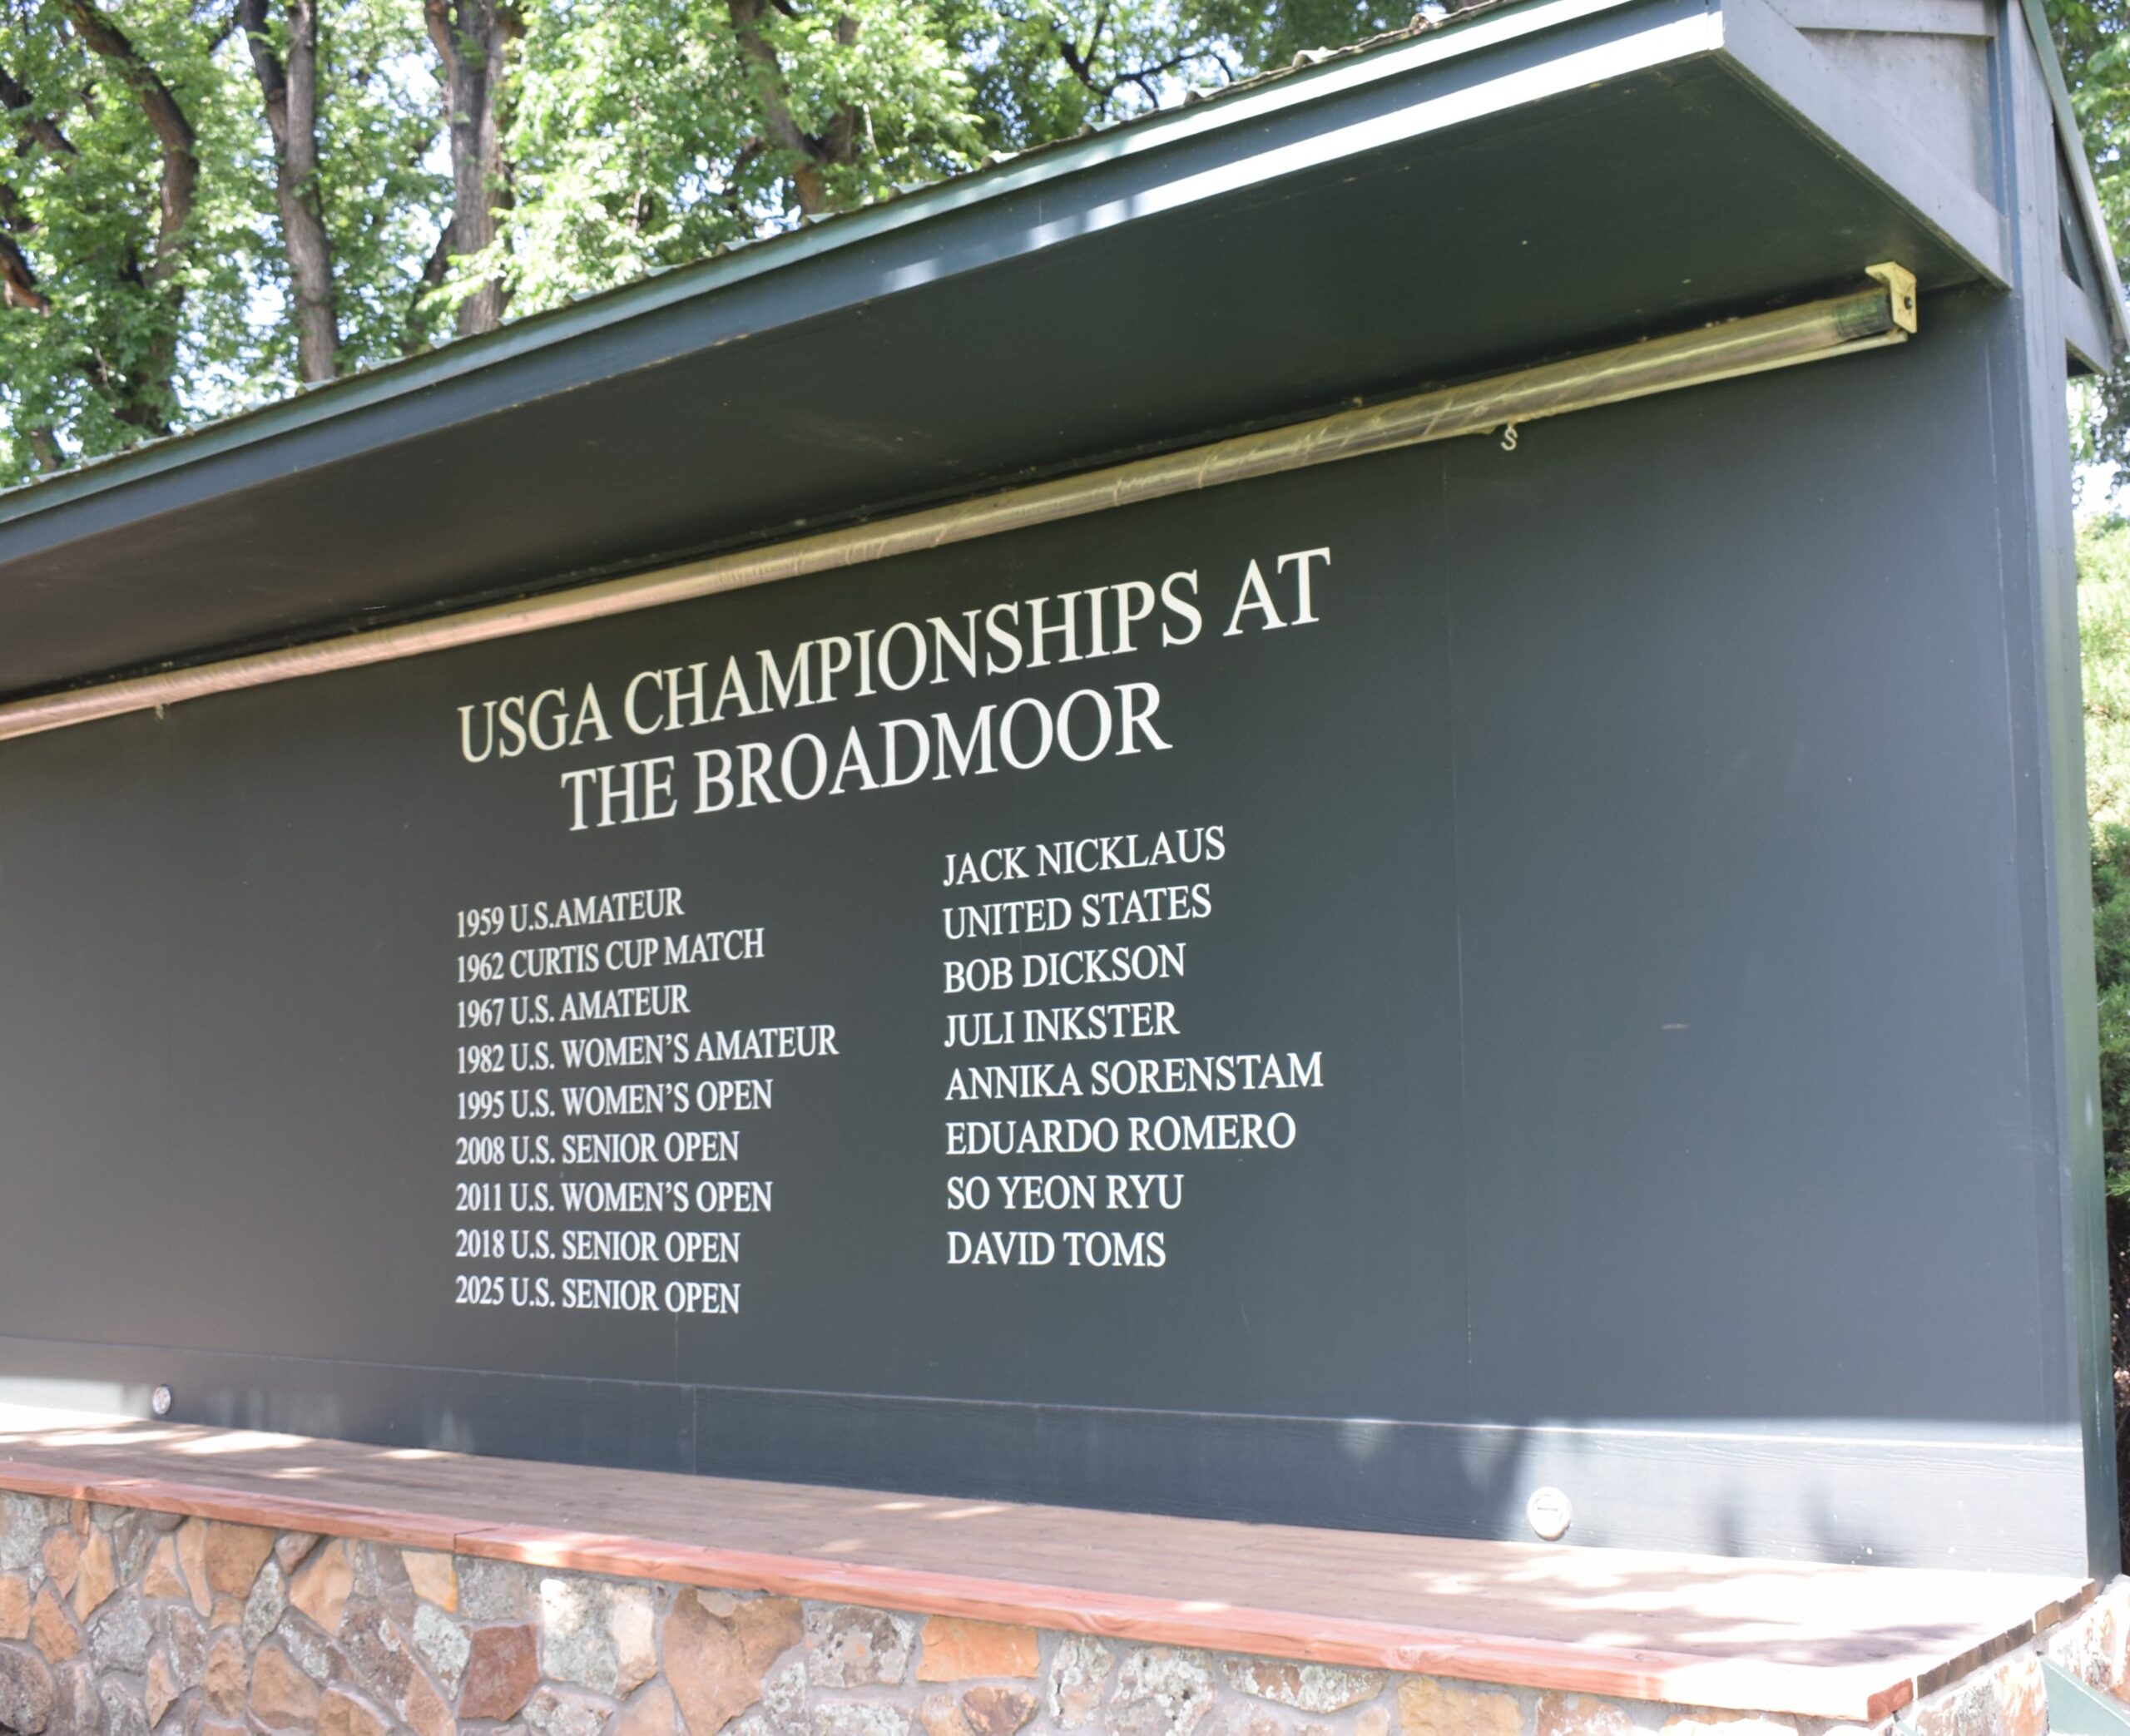 USGA CHAMPIONSHIPS AT
THE BROADMOOR
1959 U.S.AMATEUR JACK NICKLAUS
1962 CURTIS CUP MATCH UNITED STATES
1967 U.S. AMATEUR BOB DICKSON
1982 U.S. WOMEN'S AMATEUR JULI INKSTER
1995 U.S. WOMEN'S OPEN ANNIKA SORENSTAM
2008 U.S. SENIOR OPEN EDUARDO ROMERO
2011 U.S. WOMEN'S OPEN SO YEON RYU
2018 U.S. SENIOR OPEN DAVID TOMS
2025 U.S. SENIOR OPEN